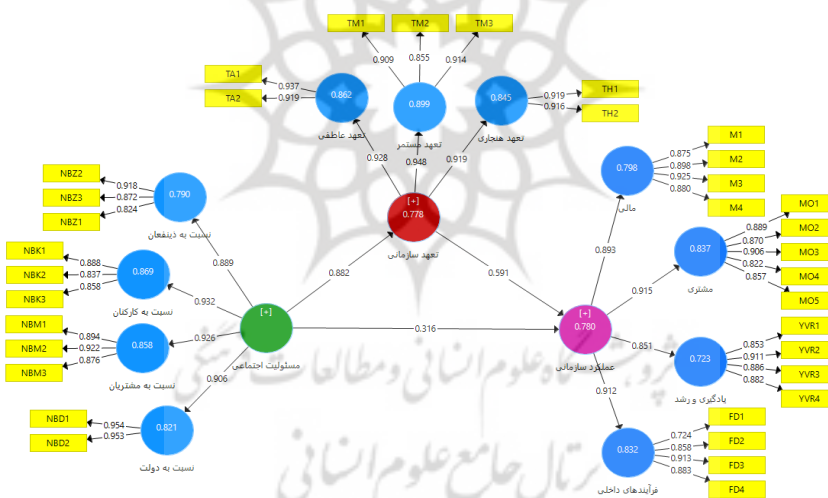 TM1 TM2 TM3
0.909 0.855 0.914
TA1
TA2
0.937
0.919
0.862
تعهد عاطفی
0.899
تعهد مستمر
0.845
تعهد هنجاری
0.919
0.916
TH1
TH2
0.928 0.948 0.919
[+]
0.778
تعهد سازمانی
NBZ2
NBZ3
NBZ1
0.918
0.872
0.824
0.790
نسبت به ذینفعان
NBK1
NBK2
NBK3
0.888
0.837
0.858
0.869
نسبت به کارکنان
NBM1
NBM2
NBM3
0.894
0.922
0.876
0.858
نسبت به مشتریان
NBD1
NBD2
0.954
0.953
0.821
نسبت به دولت
0.889
0.932
0.926
0.906
[+]
مسئولیت اجتماعی
0.882
0.591
0.316
[+]
0.780
عملکرد سازمانی
0.893
0.915
0.851
0.912
0.798
مالی
0.875
0.898
0.925
0.880
M1
M2
M3
M4
0.837
مشتری
0.889
0.870
0.906
0.822
0.857
MO1
MO2
MO3
MO4
MO5
0.723
یادگیری و رشد
0.853
0.911
0.886
0.882
YVR1
YVR2
YVR3
YVR4
0.832
فرآیندهای داخلی
0.724
0.858
0.913
0.883
FD1
FD2
FD3
FD4
پژوهشگاه علوم انسانی و مطالعات فرهنگی
پرتال جامع علوم انسانی